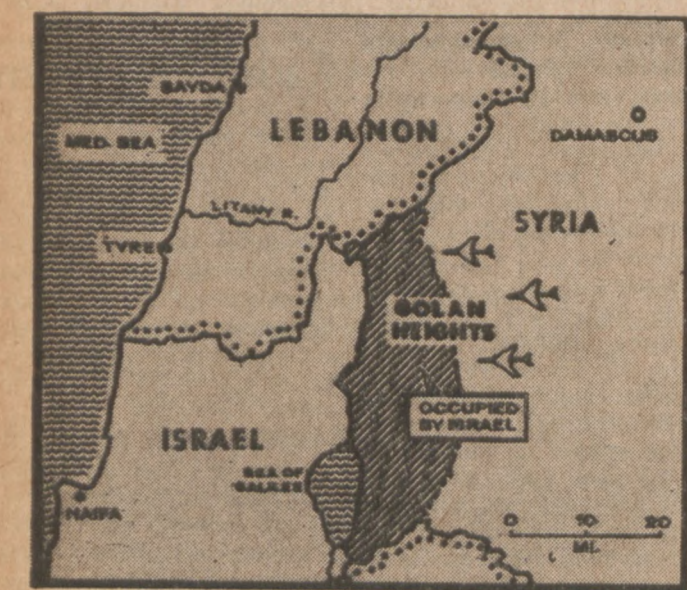 SAYDA
LEBANON
MED. SEA
DAMASCUS
LITANY R.
SYRIA
TYRE
GOLAN
HEIGHTS
OCCUPIED
BY ISRAEL
ISRAEL
SEA OF
GALILEE
HAIFA
0 10 20
MI.